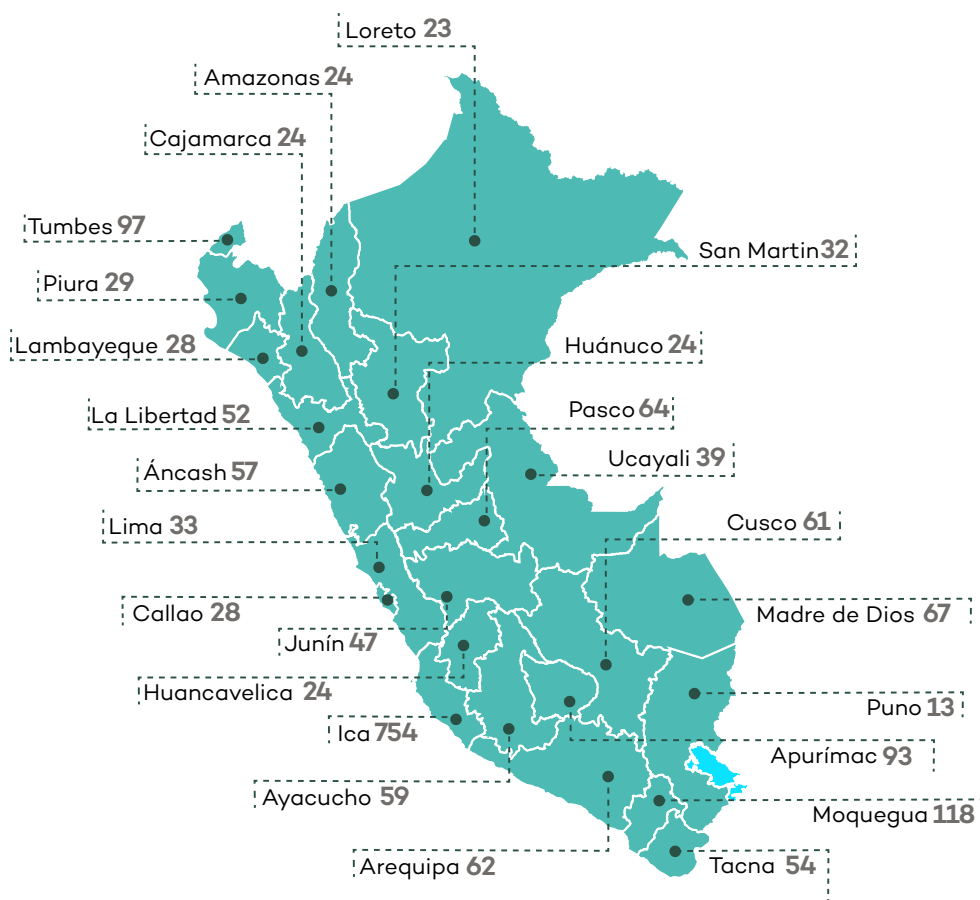 Loreto 23
Amazonas 24
Cajamarca 24
Tumbes 97
San Martin 32
Piura 29
Lambayeque 28
Huánuco 24
La Libertad 52
Pasco 64
Áncash 57
Ucayali 39
Lima 33
Cusco 61
Callao 28
Madre de Dios 67
Junín 47
Huancavelica 24
Puno 13
Ica 754
Apurímac 93
Ayacucho 59
Moquegua 118
Arequipa 62
Tacna 54